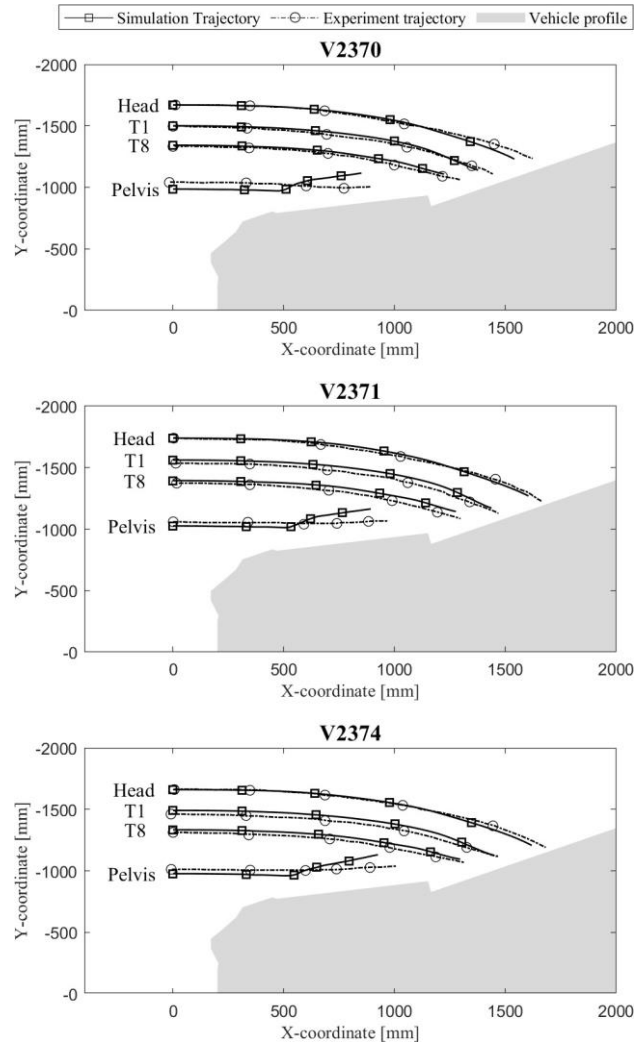 Simulation Trajectory Experiment trajectory Vehicle profile
V2370
-2000
Head
-1500
T1
T8
-1000
Pelvis
-500
-0
Y-coordinate [mm]
0 500 1000 1500 2000
X-coordinate [mm]
V2371
-2000
Head
-1500
T1
T8
-1000
Pelvis
-500
-0
Y-coordinate [mm]
0 500 1000 1500 2000
X-coordinate [mm]
V2374
-2000
Head
-1500
T1
T8
-1000
Pelvis
-500
-0
Y-coordinate [mm]
0 500 1000 1500 2000
X-coordinate [mm]